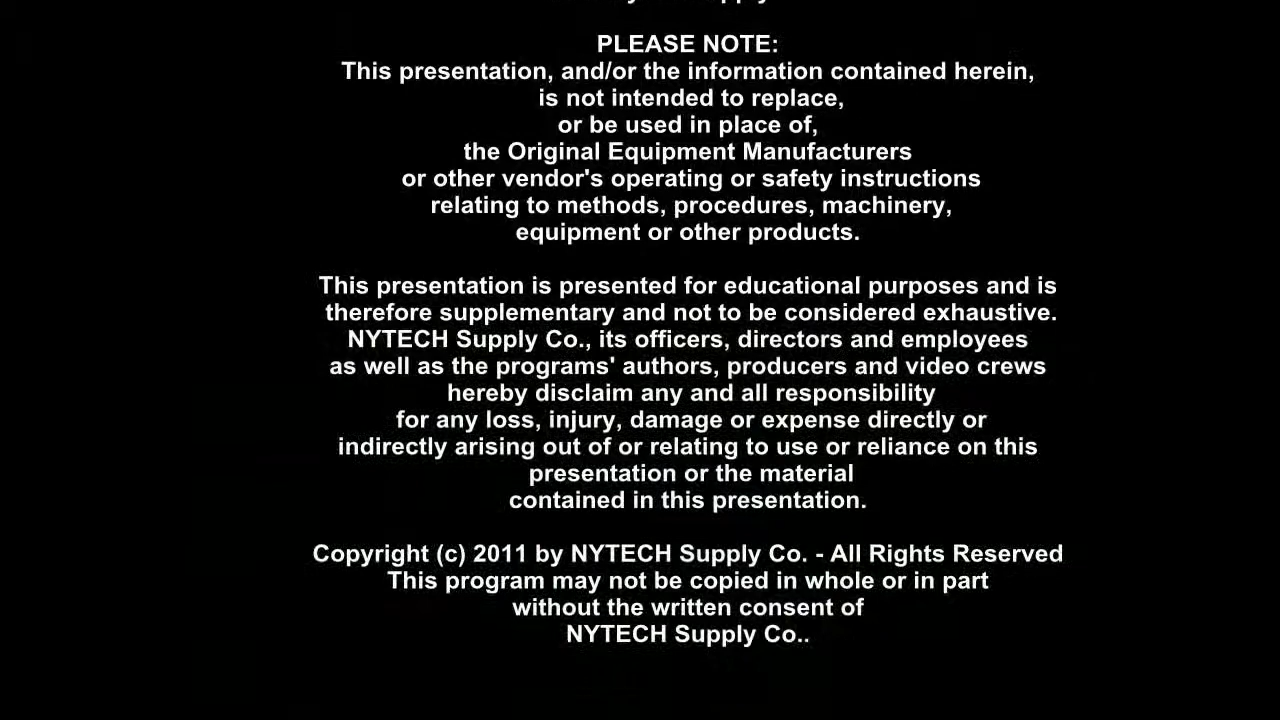 PLEASE NOTE:
This presentation, and/or the information contained herein,
is not intended to replace,
or be used in place of,
the Original Equipment Manufacturers
or other vendor's operating or safety instructions
relating to methods, procedures, machinery,
equipment or other products.
This presentation is presented for educational purposes and is
therefore supplementary and not to be considered exhaustive.
NYTECH Supply Co., its officers, directors and employees
as well as the programs' authors, producers and video crews
hereby disclaim any and all responsibility
for any loss, injury, damage or expense directly or
indirectly arising out of or relating to use or reliance on this
presentation or the material
contained in this presentation.
Copyright (c) 2011 by NYTECH Supply Co. - All Rights Reserved
This program may not be copied in whole or in part
without the written consent of
NYTECH Supply Co..